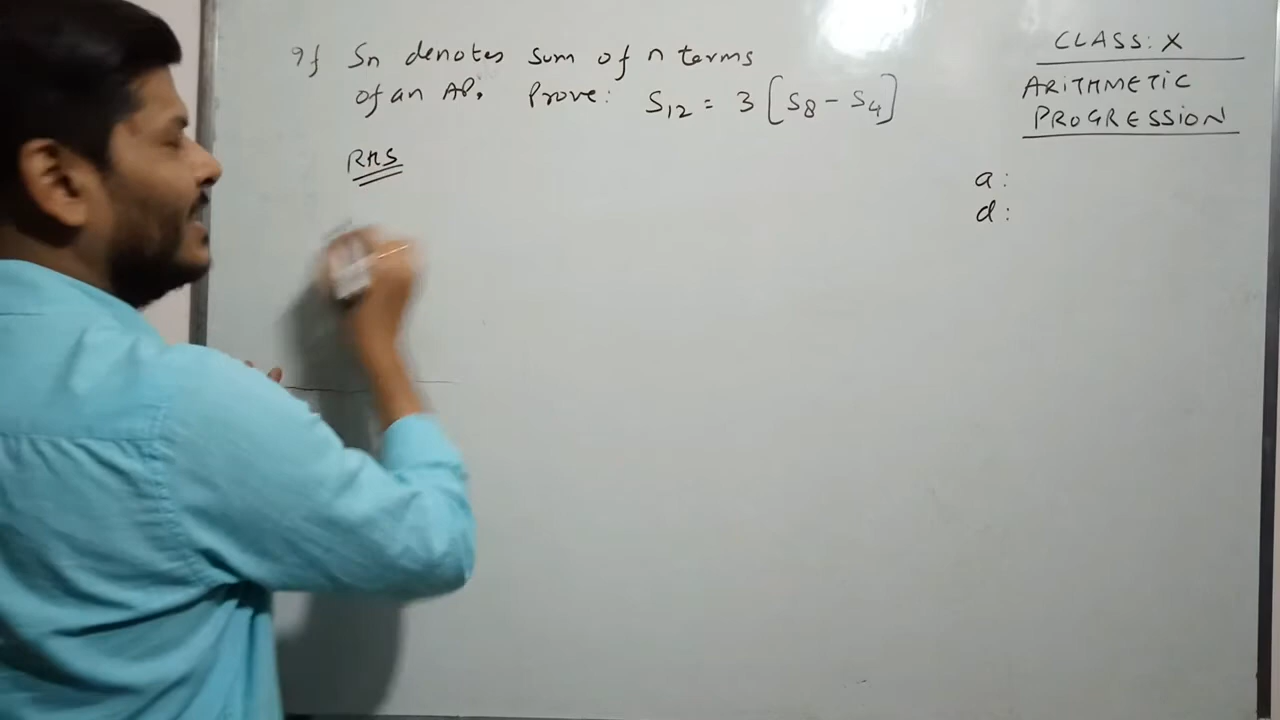 If Sn denotes sum of n terms
of an AP. Prove: S₁₂ = 3[S₈ - S₄]
CLASS: X
ARITHMETIC
PROGRESSION
RHS
a:
d: